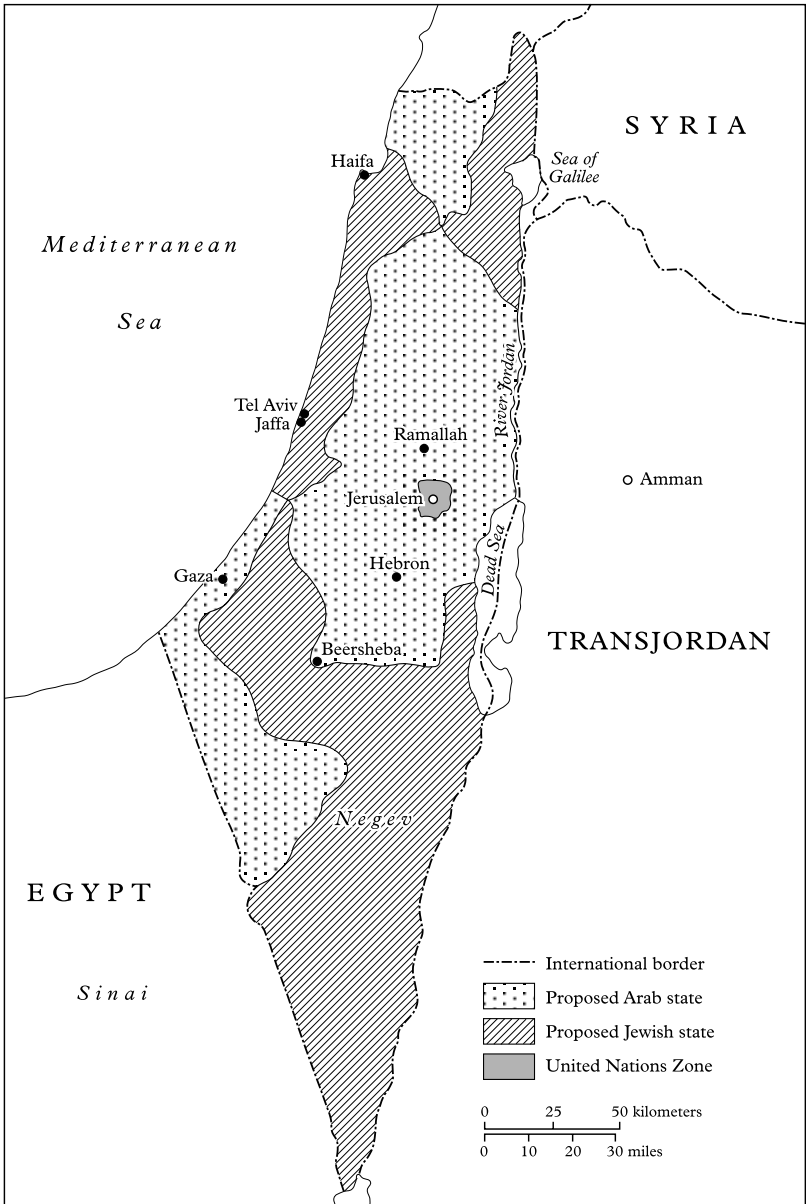 SYRIA
Sea of
Galilee
Haifa
Mediterranean
Sea
River Jordan
Tel Aviv
Jaffa
Ramallah
Amman
Jerusalem
Dead Sea
Hebron
Gaza
TRANSJORDAN
Beersheba
Negev
EGYPT
Sinai
International border
Proposed Arab state
Proposed Jewish state
United Nations Zone
0 25 50 kilometers
0 10 20 30 miles